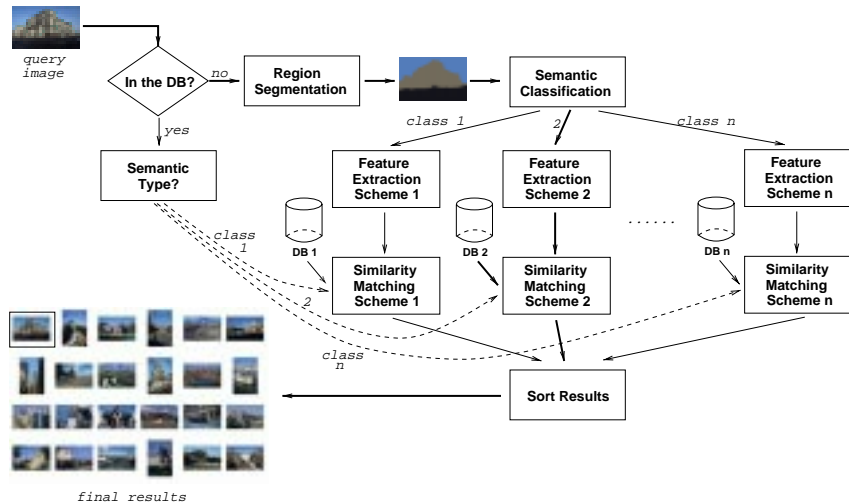 query
image
In the DB?
no
Region
Segmentation
Semantic
Classification
yes
class 1
2
class n
Semantic
Type?
Feature
Extraction
Scheme 1
Feature
Extraction
Scheme 2
Feature
Extraction
Scheme n
......
DB 1
DB 2
DB n
class
1
2
class
n
Similarity
Matching
Scheme 1
Similarity
Matching
Scheme 2
Similarity
Matching
Scheme n
Sort Results
final results